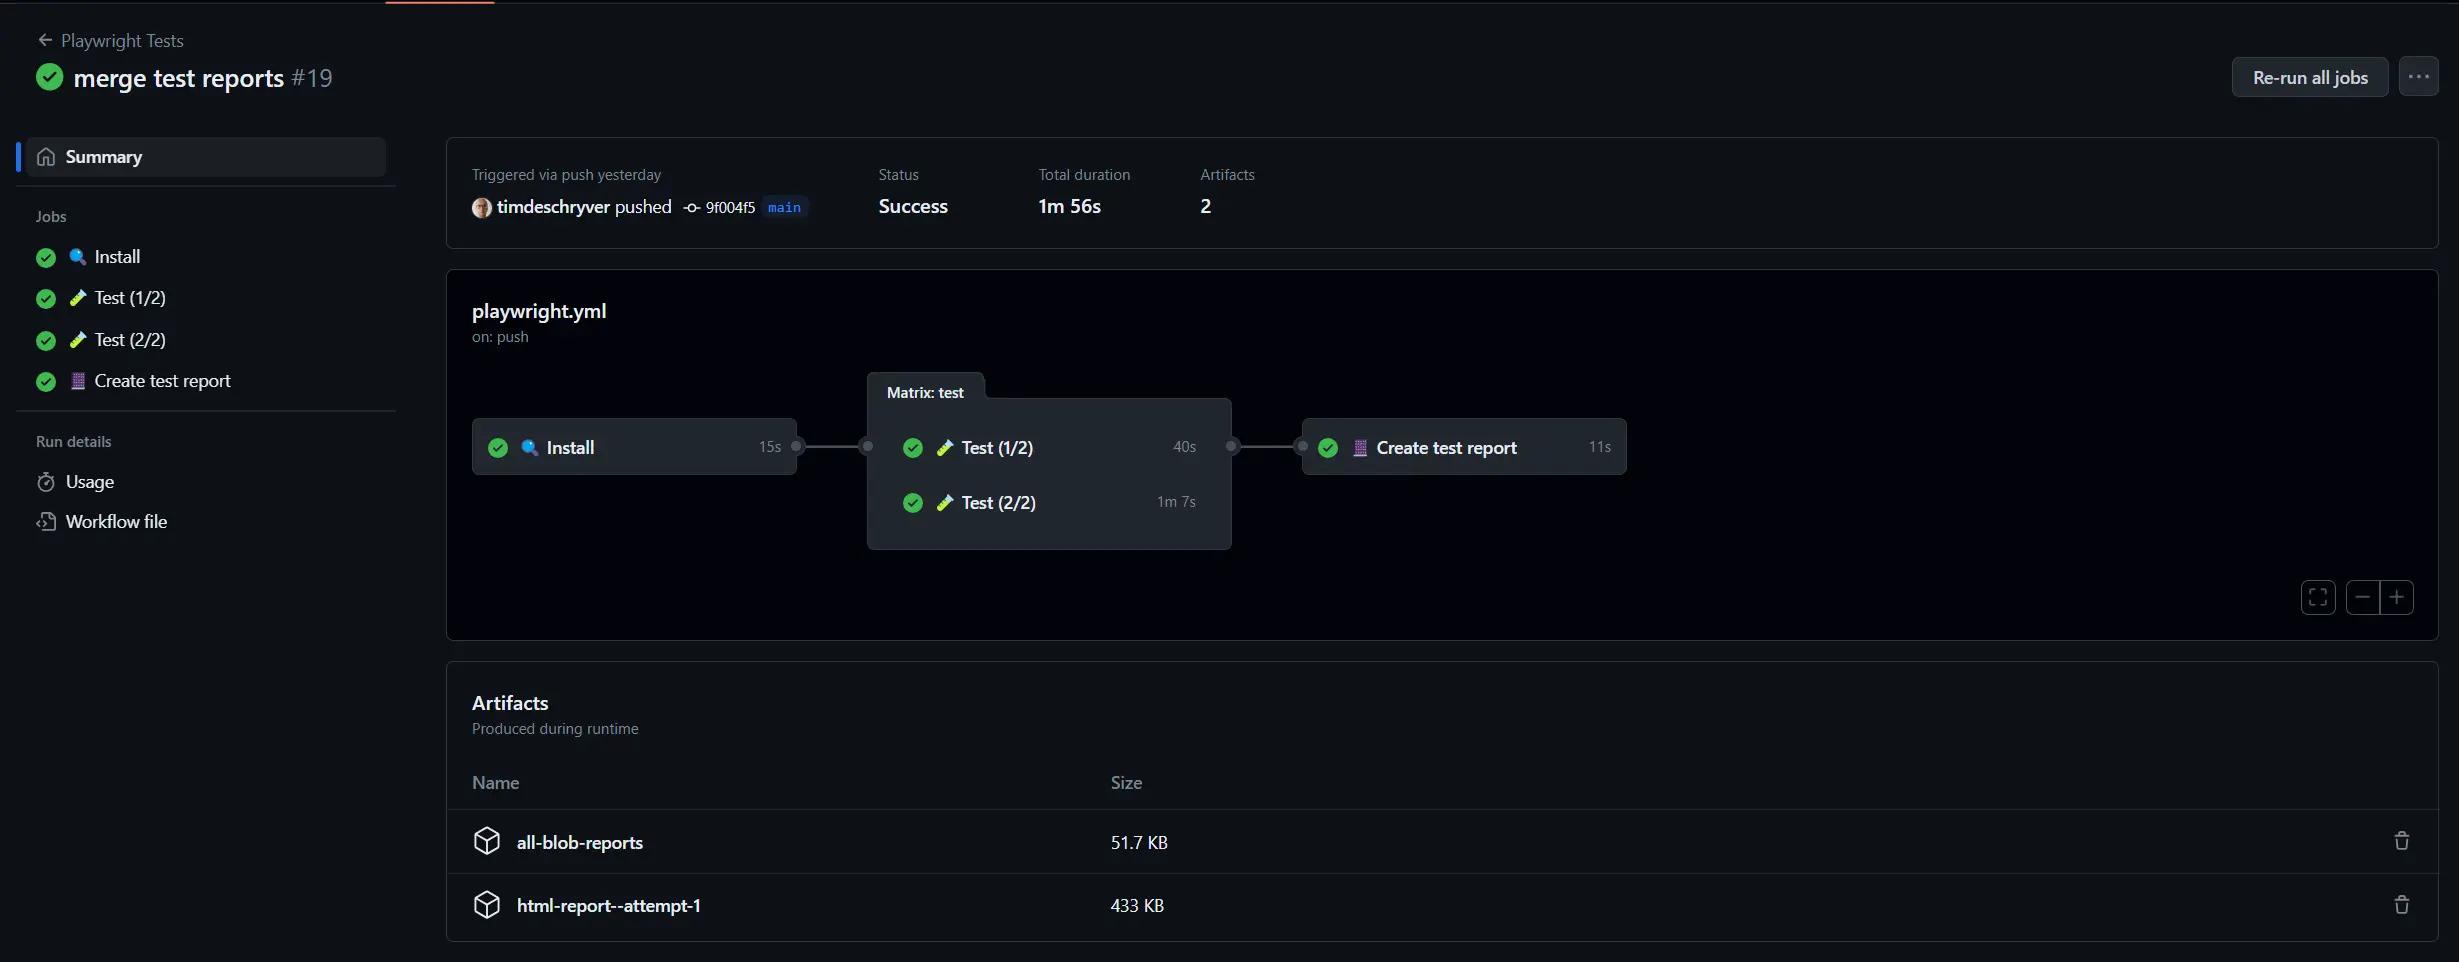 Playwright Tests
merge test reports #19
Re-run all jobs
Summary
Jobs
Install
Test (1/2)
Test (2/2)
Create test report
Run details
Usage
Workflow file
Triggered via push yesterday
timdeschryver pushed 9f004f5 main
Status
Success
Total duration
1m 56s
Artifacts
2
playwright.yml
on: push
Install 15s
Matrix: test
Test (1/2) 40s
Test (2/2) 1m 7s
Create test report 11s
Artifacts
Produced during runtime
Name Size
all-blob-reports 51.7 KB
html-report--attempt-1 433 KB